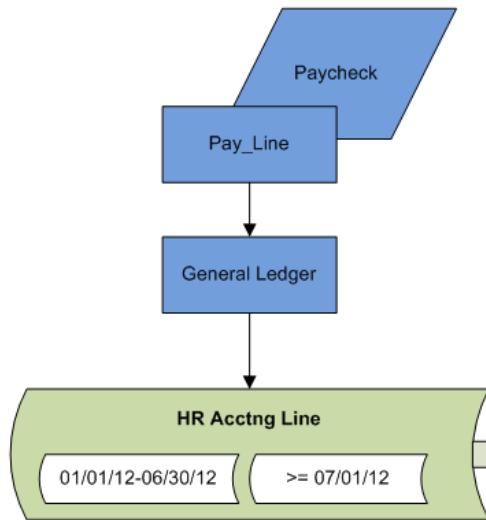 Paycheck
Pay_Line
General Ledger
HR Acctng Line
01/01/12-06/30/12
>= 07/01/12